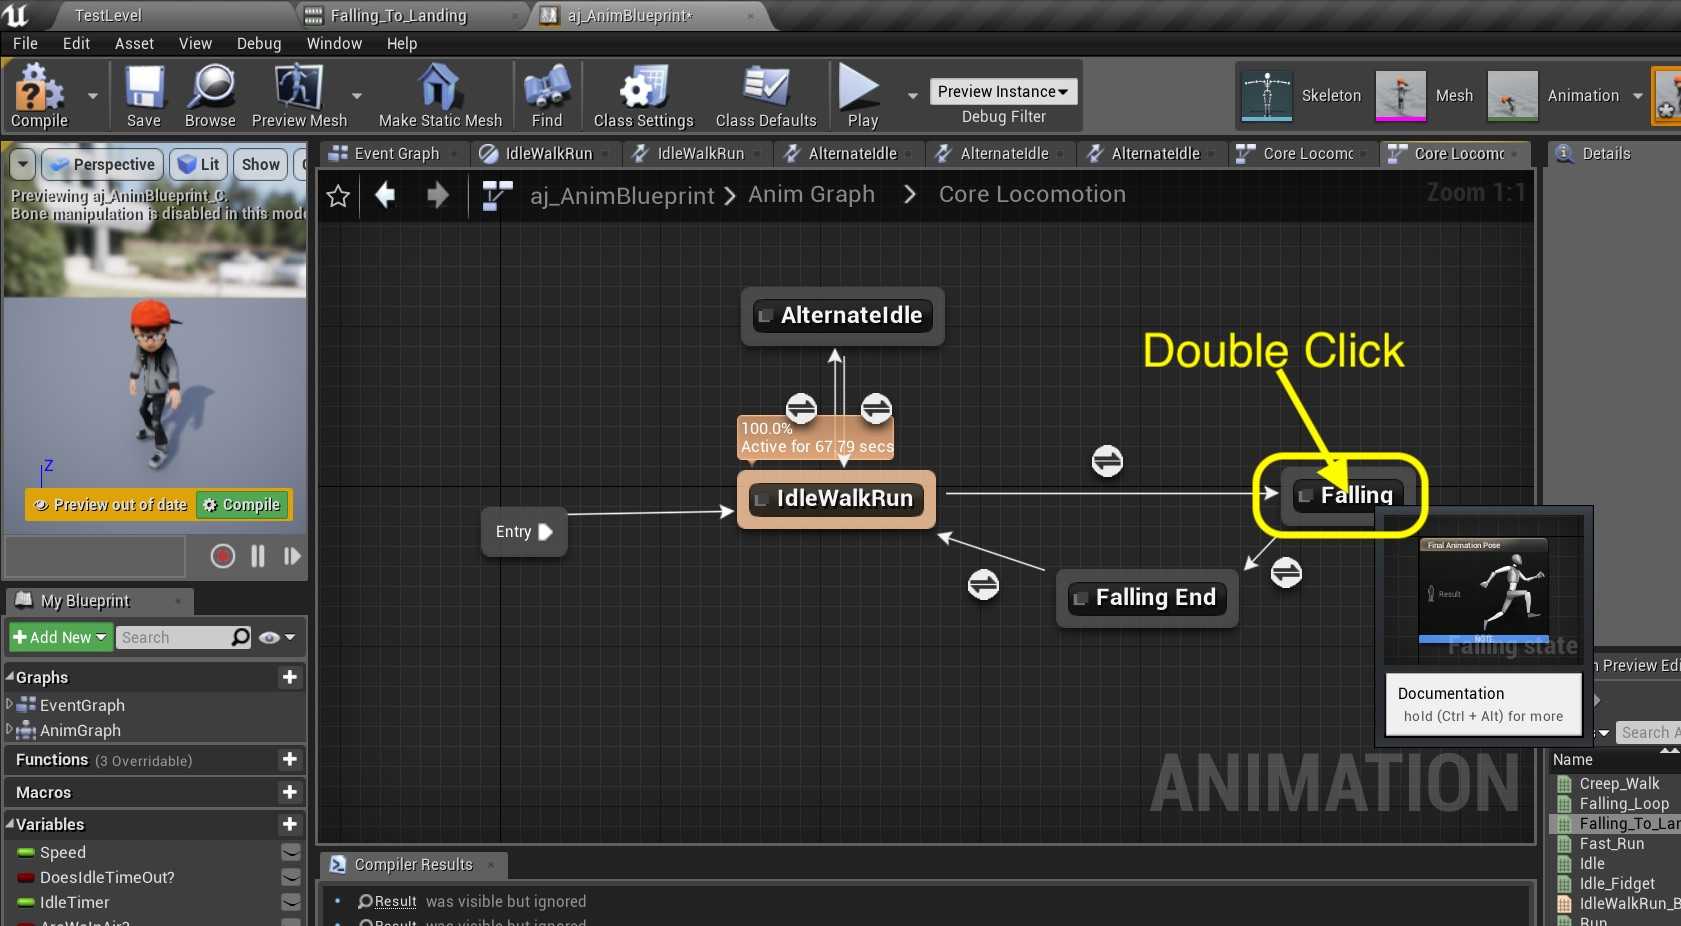 TestLevel
Falling_To_Landing
aj_AnimBlueprint*
File Edit Asset View Debug Window Help
Compile
Save
Browse
Preview Mesh
Make Static Mesh
Find
Class Settings
Class Defaults
Play
Preview Instance
Debug Filter
Skeleton
Mesh
Animation
Perspective
Lit
Show
Previewing aj_AnimBlueprint_C.
Bone manipulation is disabled in this mode
Event Graph
IdleWalkRun
IdleWalkRun
AlternateIdle
AlternateIdle
AlternateIdle
Core Locomo
Core Locomo
Details
aj_AnimBlueprint > Anim Graph > Core Locomotion
Zoom 1:1
AlternateIdle
Double Click
100.0%
Active for 67.79 secs
IdleWalkRun
Falling
Entry
Falling End
Z
Preview out of date
Compile
Final Animation Pose
Result
NOTE
Falling state
Documentation
hold (Ctrl + Alt) for more
ANIMATION
My Blueprint
Add New
Search
Graphs
EventGraph
AnimGraph
Functions (3 Overridable)
Macros
Variables
Speed
DoesIdleTimeOut?
IdleTimer
AreWeInAir?
n Preview Edi
Search A
Name
Creep_Walk
Falling_Loop
Falling_To_Lan
Fast_Run
Idle
Idle_Fidget
IdleWalkRun_B
Run
Compiler Results
Result was visible but ignored
Result was visible but ignored